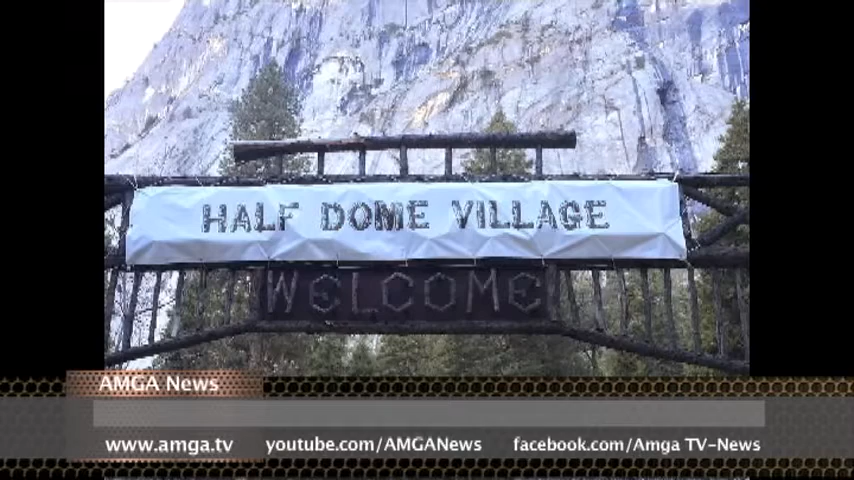 HALF DOME VILLAGE
WELCOME
AMGA News
www.amga.tv youtube.com/AMGANews facebook.com/Amga TV-News